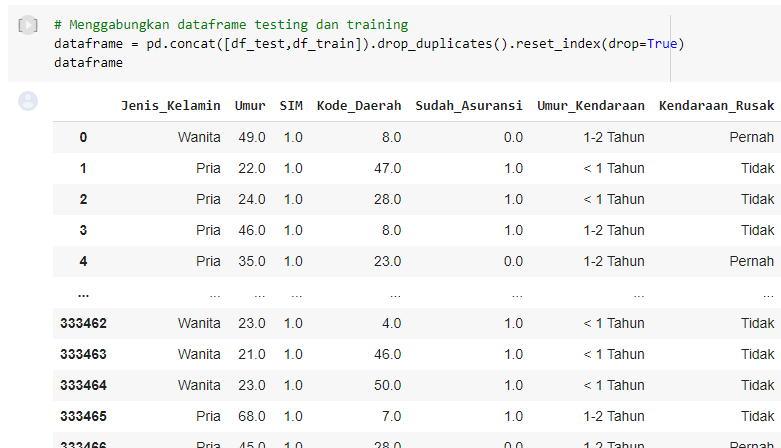 # Menggabungkan dataframe testing dan training
dataframe = pd.concat([df_test,df_train]).drop_duplicates().reset_index(drop=True)
dataframe
Jenis_Kelamin Umur SIM Kode_Daerah Sudah_Asuransi Umur_Kendaraan Kendaraan_Rusak
0 Wanita 49.0 1.0 8.0 0.0 1-2 Tahun Pernah
1 Pria 22.0 1.0 47.0 1.0 < 1 Tahun Tidak
2 Pria 24.0 1.0 28.0 1.0 < 1 Tahun Tidak
3 Pria 46.0 1.0 8.0 1.0 1-2 Tahun Tidak
4 Pria 35.0 1.0 23.0 0.0 1-2 Tahun Pernah
... ... ... ... ... ... ... ...
333462 Wanita 23.0 1.0 4.0 1.0 < 1 Tahun Tidak
333463 Wanita 21.0 1.0 46.0 1.0 < 1 Tahun Tidak
333464 Wanita 23.0 1.0 50.0 1.0 < 1 Tahun Tidak
333465 Pria 68.0 1.0 7.0 1.0 1-2 Tahun Tidak
333466 Pria 45.0 1.0 28.0 0.0 1-2 Tahun Pernah